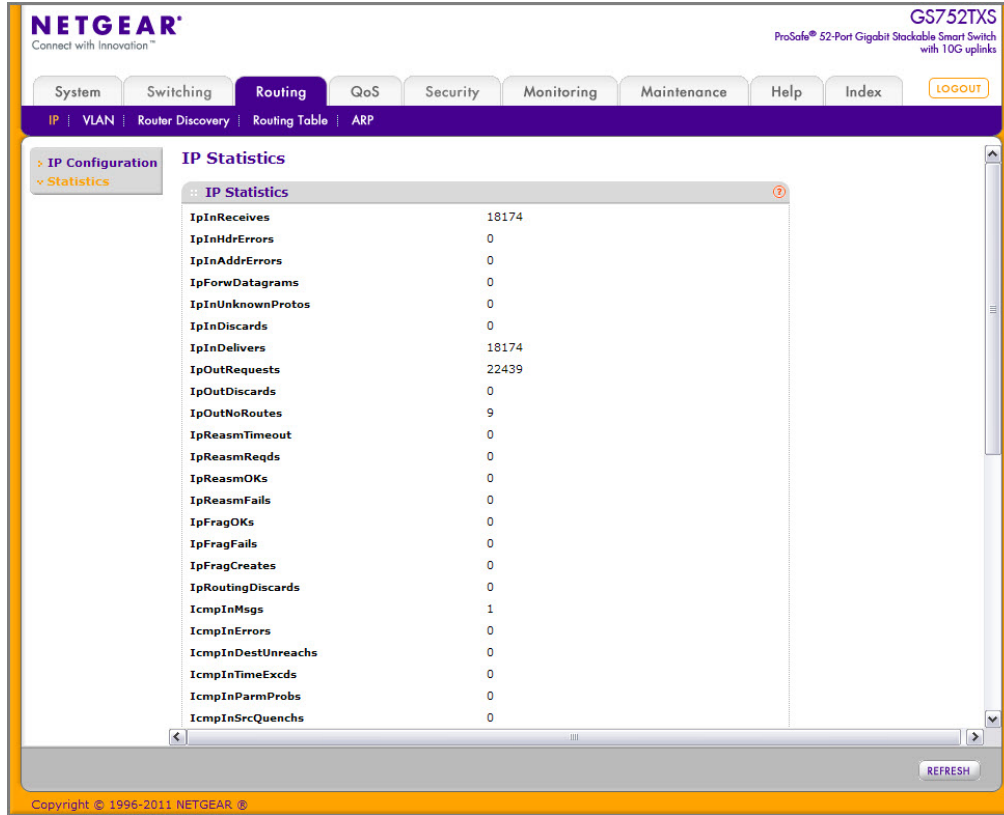 NETGEAR®
Connect with Innovation™
GS752TXS
ProSafe® 52-Port Gigabit Stackable Smart Switch
with 10G uplinks
System Switching Routing QoS Security Monitoring Maintenance Help Index LOGOUT
IP | VLAN | Router Discovery | Routing Table | ARP
IP Configuration
Statistics
IP Statistics
IP Statistics ?
IpInReceives 18174
IpInHdrErrors 0
IpInAddrErrors 0
IpForwDatagrams 0
IpInUnknownProtos 0
IpInDiscards 0
IpInDelivers 18174
IpOutRequests 22439
IpOutDiscards 0
IpOutNoRoutes 9
IpReasmTimeout 0
IpReasmReqds 0
IpReasmOKs 0
IpReasmFails 0
IpFragOKs 0
IpFragFails 0
IpFragCreates 0
IpRoutingDiscards 0
IcmpInMsgs 1
IcmpInErrors 0
IcmpInDestUnreachs 0
IcmpInTimeExcds 0
IcmpInParmProbs 0
IcmpInSrcQuenchs 0
REFRESH
Copyright © 1996-2011 NETGEAR ®